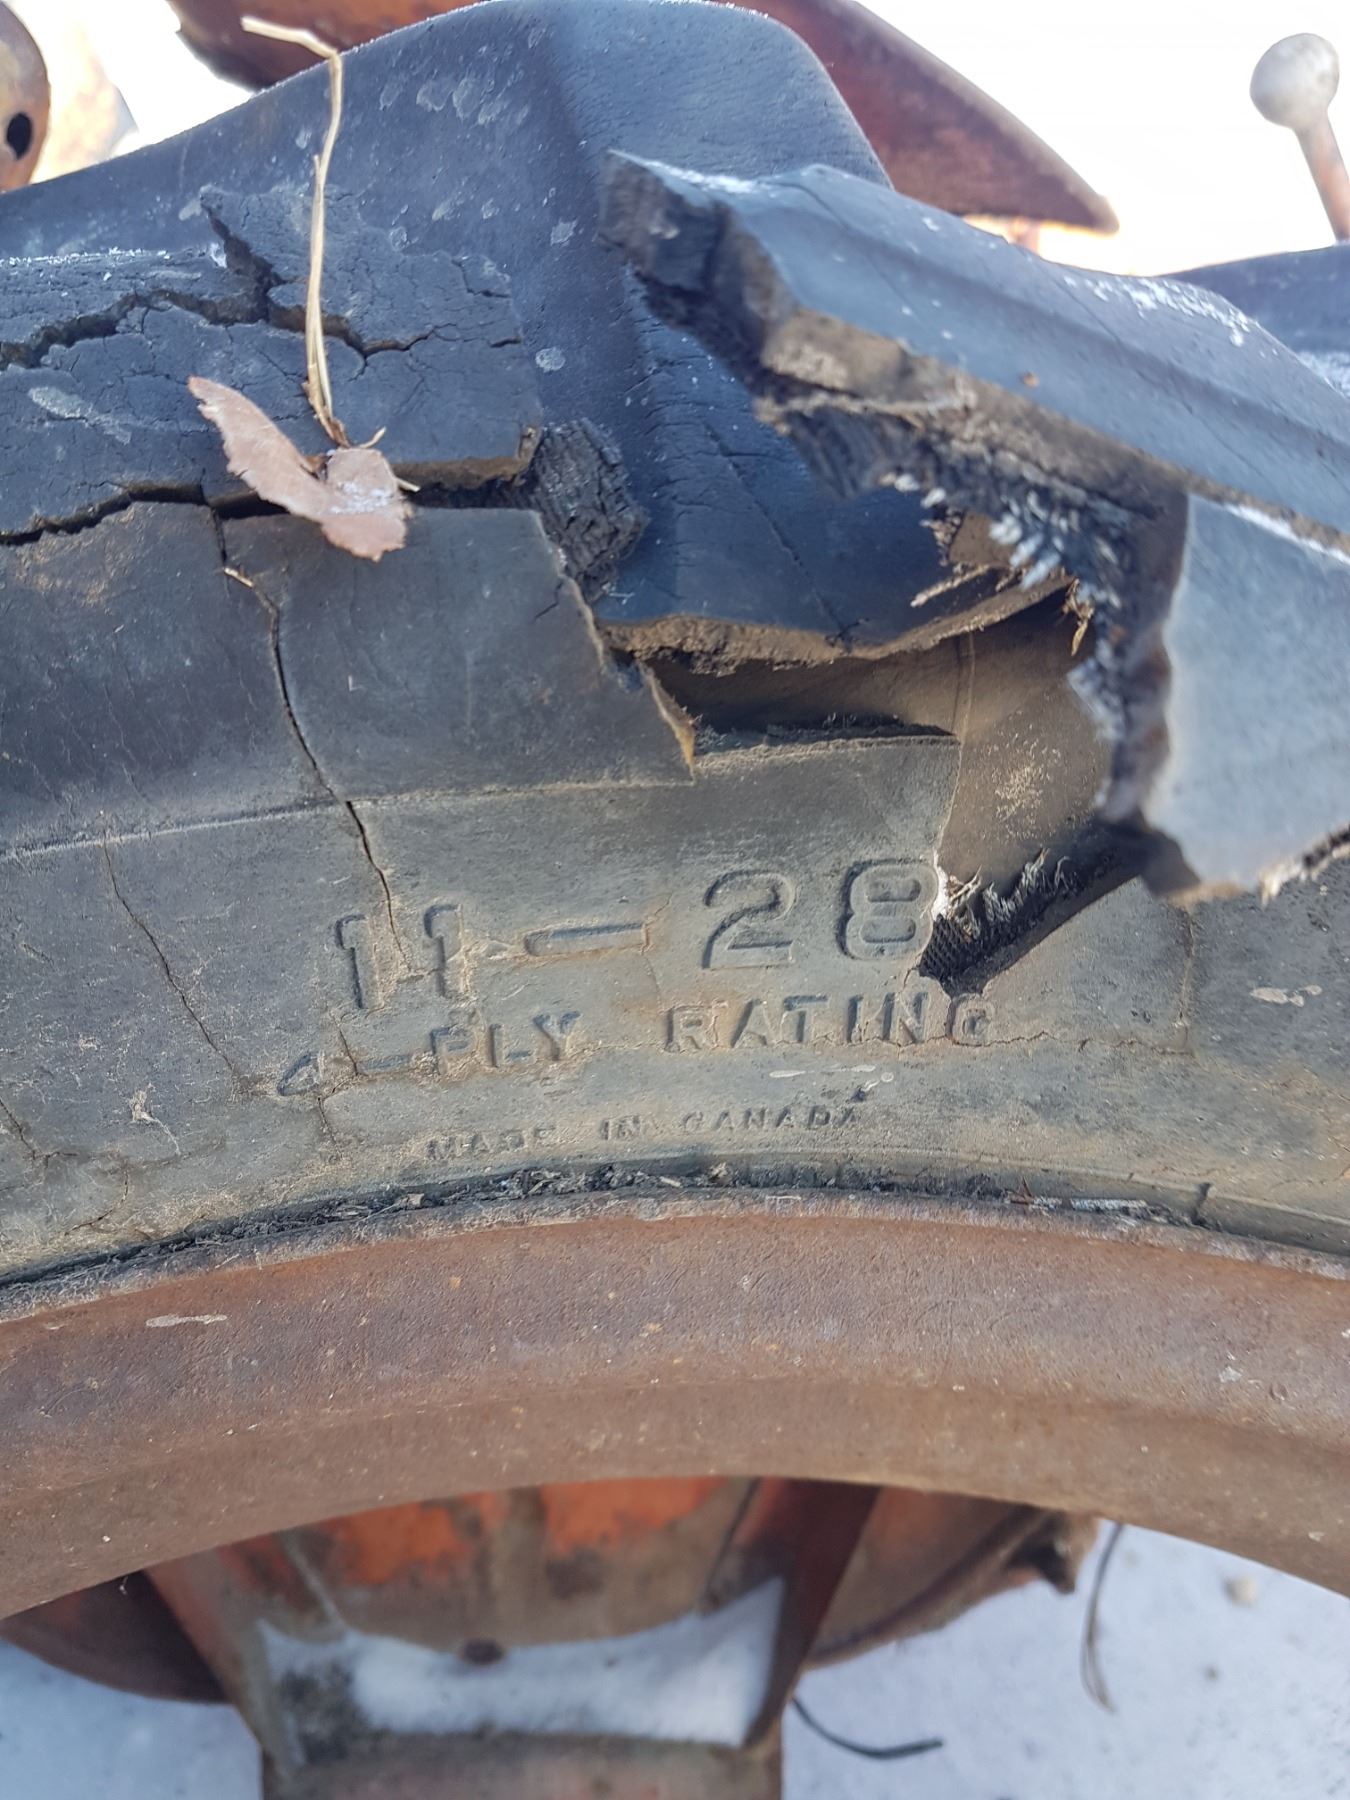 11-28
4-PLY RATING
MADE IN CANADA